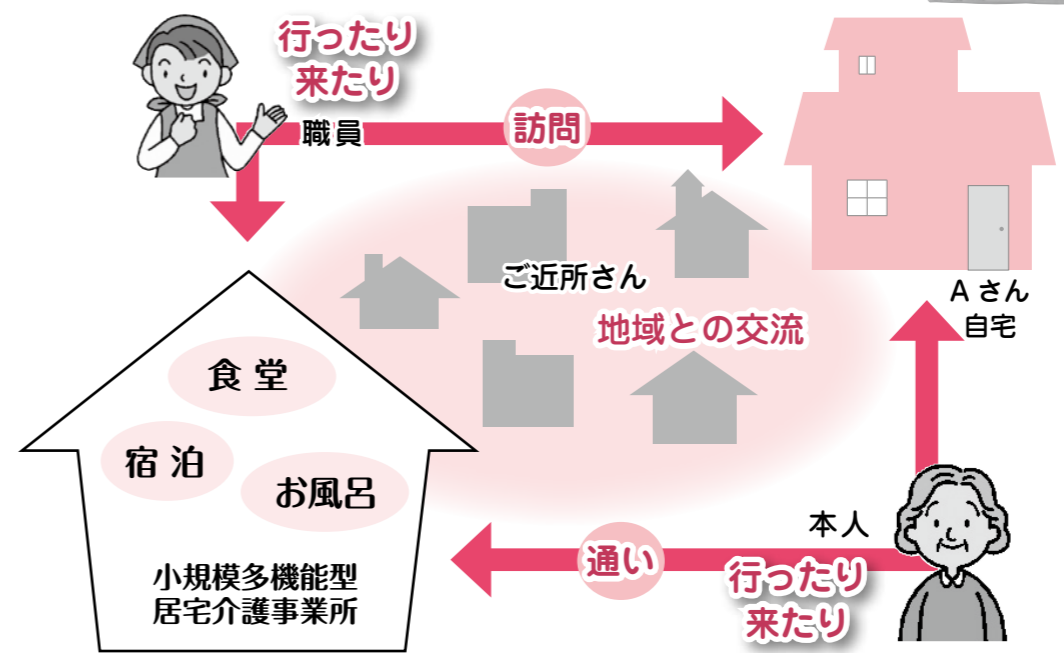 行ったり
来たり
職員
訪問
ご近所さん
地域との交流
A さん
自宅
食堂
宿泊
お風呂
小規模多機能型
居宅介護事業所
本人
通い
行ったり
来たり